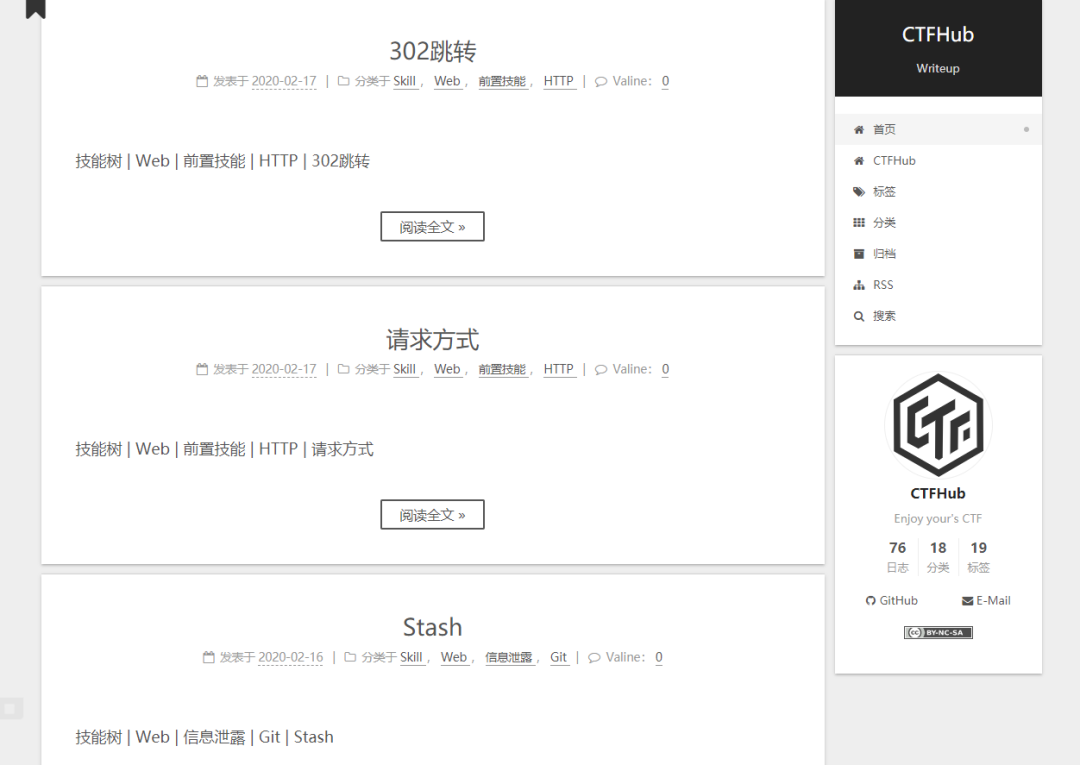 302跳转
发表于 2020-02-17 | 分类于 Skill , Web , 前置技能 , HTTP | Valine: 0
技能树 | Web | 前置技能 | HTTP | 302跳转
阅读全文 »
请求方式
发表于 2020-02-17 | 分类于 Skill , Web , 前置技能 , HTTP | Valine: 0
技能树 | Web | 前置技能 | HTTP | 请求方式
阅读全文 »
Stash
发表于 2020-02-16 | 分类于 Skill , Web , 信息泄露 , Git | Valine: 0
技能树 | Web | 信息泄露 | Git | Stash
CTFHub
Writeup
首页
CTFHub
标签
分类
归档
RSS
搜索
CTF
CTFHub
Enjoy your's CTF
76 18 19
日志 分类 标签
GitHub E-Mail
cc BY-NC-SA